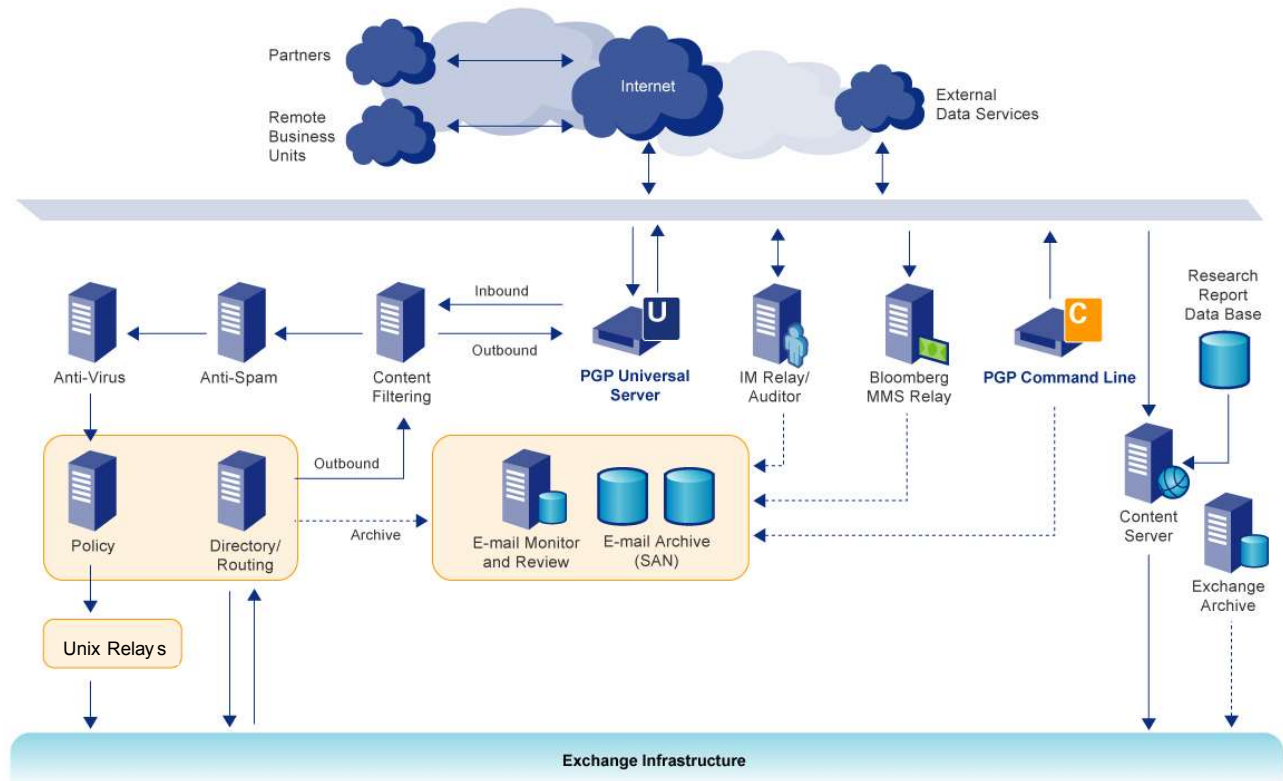 Partners
Internet
External
Data Services
Remote
Business
Units
Research
Report
Data Base
Inbound
Outbound
U
C
Anti-Virus
Anti-Spam
Content
Filtering
PGP Universal
Server
IM Relay/
Auditor
Bloomberg
MMS Relay
PGP Command Line
Outbound
Archive
Policy
Directory/
Routing
E-mail Monitor
and Review
E-mail Archive
(SAN)
Content
Server
Exchange
Archive
Unix Relays
Exchange Infrastructure